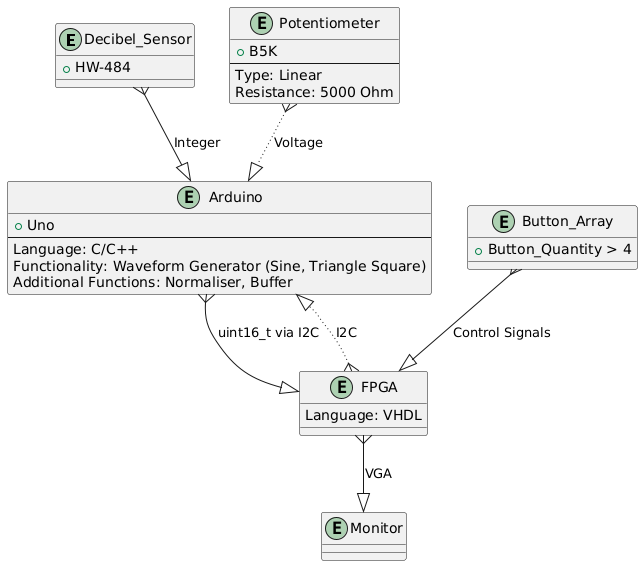 E Decibel_Sensor
HW-484
E Potentiometer
B5K
Type: Linear
Resistance: 5000 Ohm
Integer
Voltage
E Arduino
Uno
Language: C/C++
Functionality: Waveform Generator (Sine, Triangle Square)
Additional Functions: Normaliser, Buffer
E Button_Array
Button_Quantity > 4
uint16_t via I2C
I2C
Control Signals
E FPGA
Language: VHDL
VGA
E Monitor